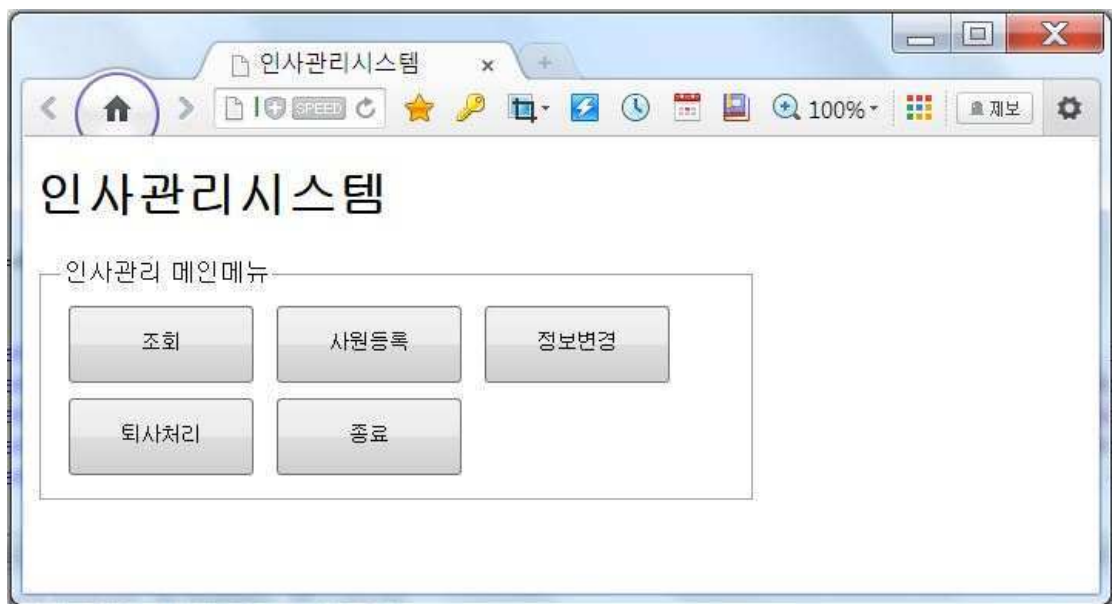 인사관리시스템
SPEED
100%
제보
인사관리시스템
인사관리 메인메뉴
조회 사원등록 정보변경
퇴사처리 종료